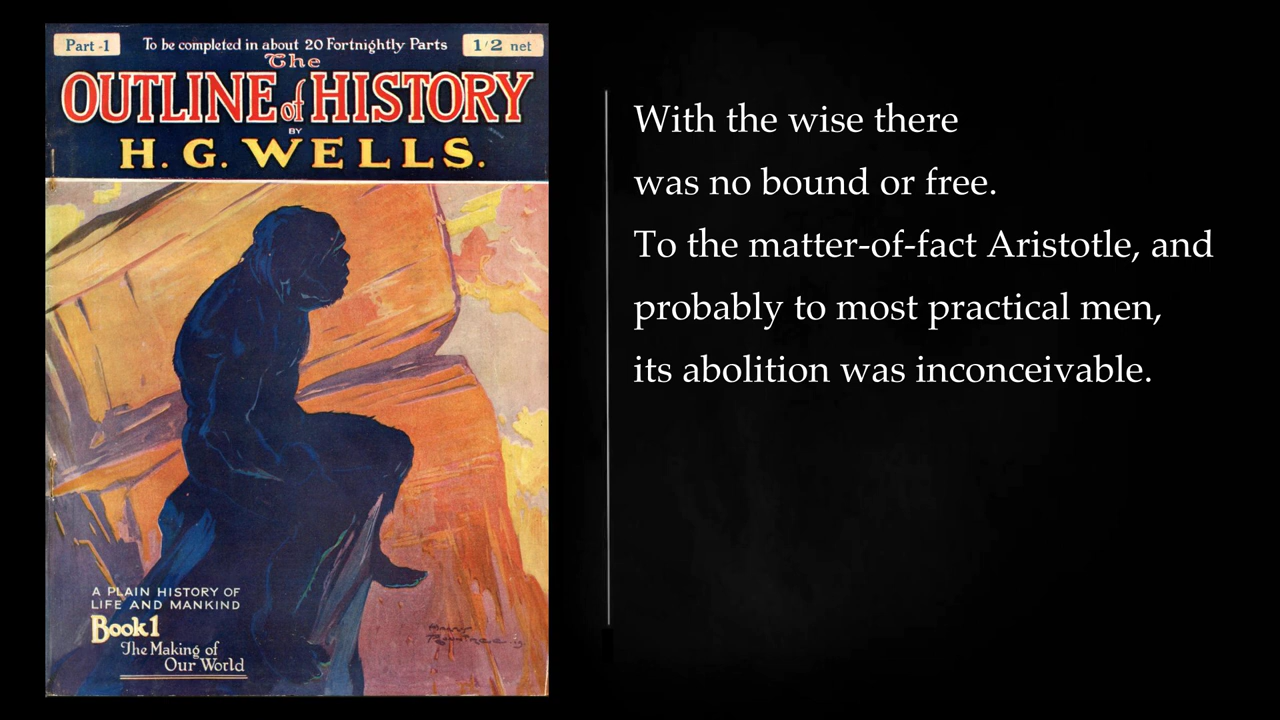 Part -1
To be completed in about 20 Fortnightly Parts
1/2 net
The
OUTLINE of HISTORY
BY
H. G. WELLS.
A PLAIN HISTORY OF
LIFE AND MANKIND
Book 1
The Making of
Our World
With the wise there
was no bound or free.
To the matter-of-fact Aristotle, and
probably to most practical men,
its abolition was inconceivable.